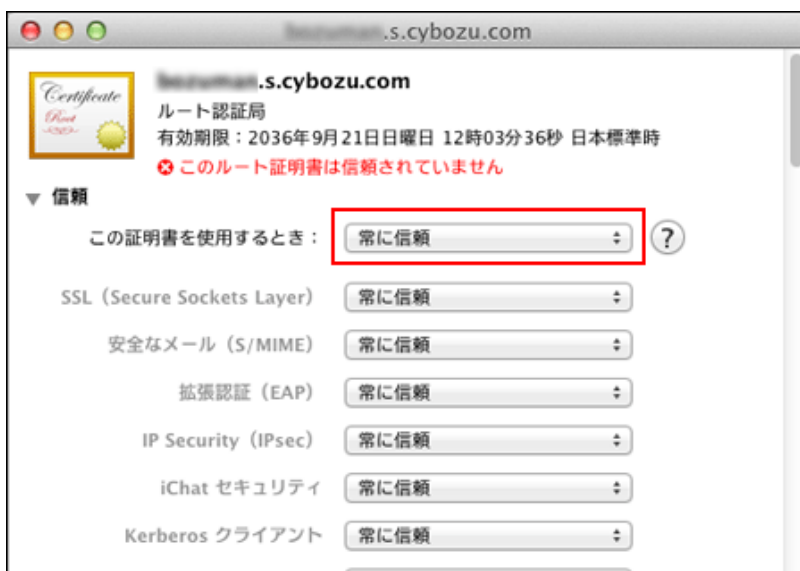 .s.cybozu.com
Certificate
Root
.s.cybozu.com
ルート認証局
有効期限：2036年9月21日日曜日 12時03分36秒 日本標準時
このルート証明書は信頼されていません
信頼
この証明書を使用するとき： 常に信頼 ?
SSL（Secure Sockets Layer） 常に信頼
安全なメール（S/MIME） 常に信頼
拡張認証（EAP） 常に信頼
IP Security（IPsec） 常に信頼
iChat セキュリティ 常に信頼
Kerberos クライアント 常に信頼